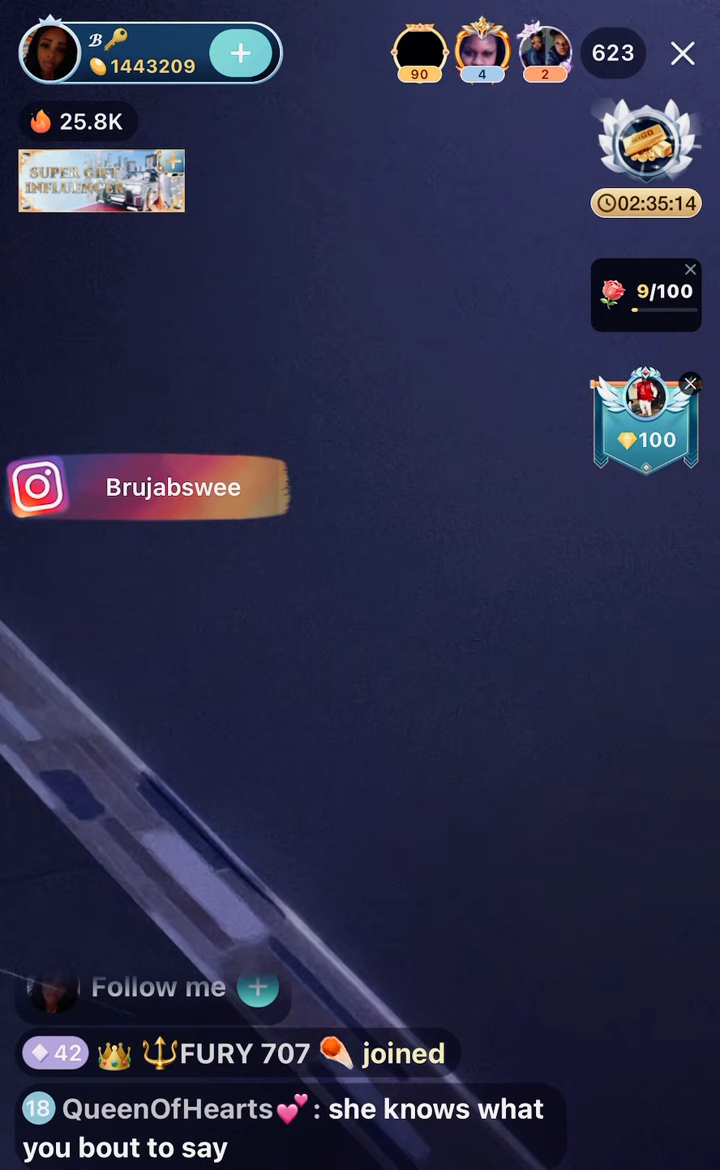 B🔑
1443209
90
4
2
623
25.8K
SUPER GIFT
INFLUENCER
02:35:14
9/100
100
Brujabswee
Follow me
42 👑 🔱FURY 707 🪘 joined
18 QueenOfHearts💕: she knows what
you bout to say